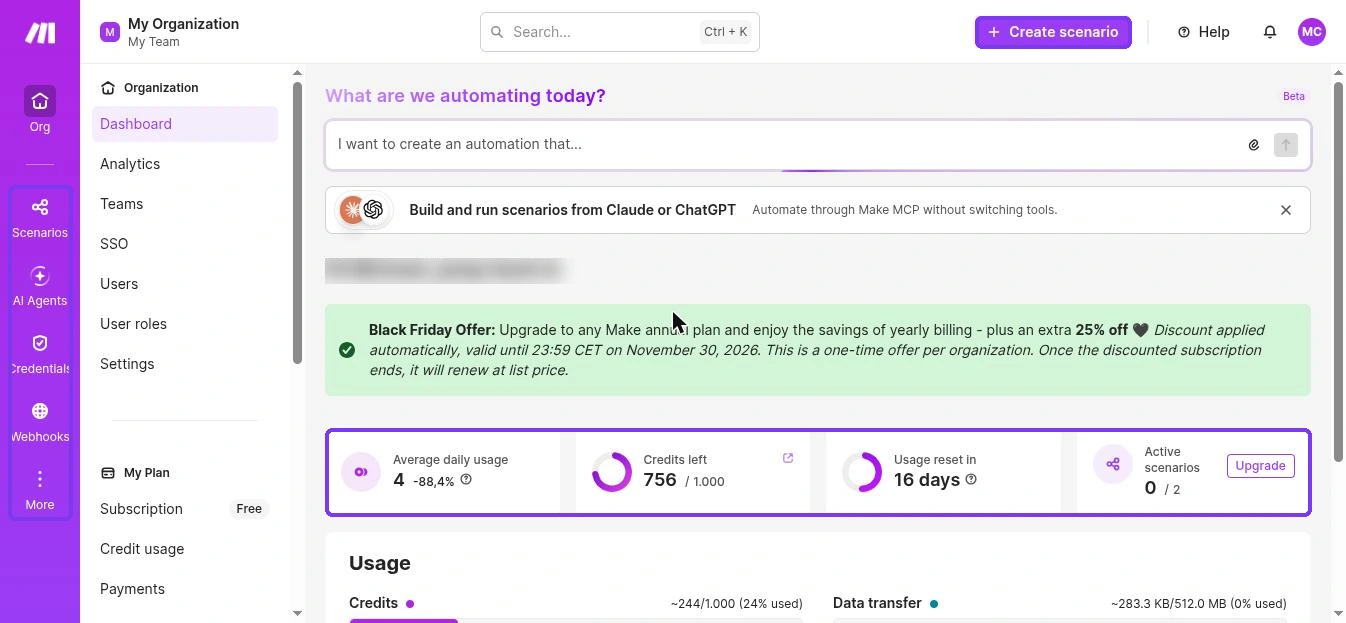 M
My Organization
My Team
Search...
Ctrl + K
+ Create scenario
Help
MC
Org
Scenarios
AI Agents
Credentials
Webhooks
More
Organization
Dashboard
Analytics
Teams
SSO
Users
User roles
Settings
My Plan
Subscription Free
Credit usage
Payments
What are we automating today?
Beta
I want to create an automation that...
Build and run scenarios from Claude or ChatGPT Automate through Make MCP without switching tools.
Black Friday Offer: Upgrade to any Make annual plan and enjoy the savings of yearly billing - plus an extra 25% off 🖤 Discount applied
automatically, valid until 23:59 CET on November 30, 2026. This is a one-time offer per organization. Once the discounted subscription
ends, it will renew at list price.
Average daily usage
4 -88,4%
Credits left
756 / 1.000
Usage reset in
16 days
Active
scenarios
0 / 2
Upgrade
Usage
Credits ~244/1.000 (24% used)
Data transfer ~283.3 KB/512.0 MB (0% used)